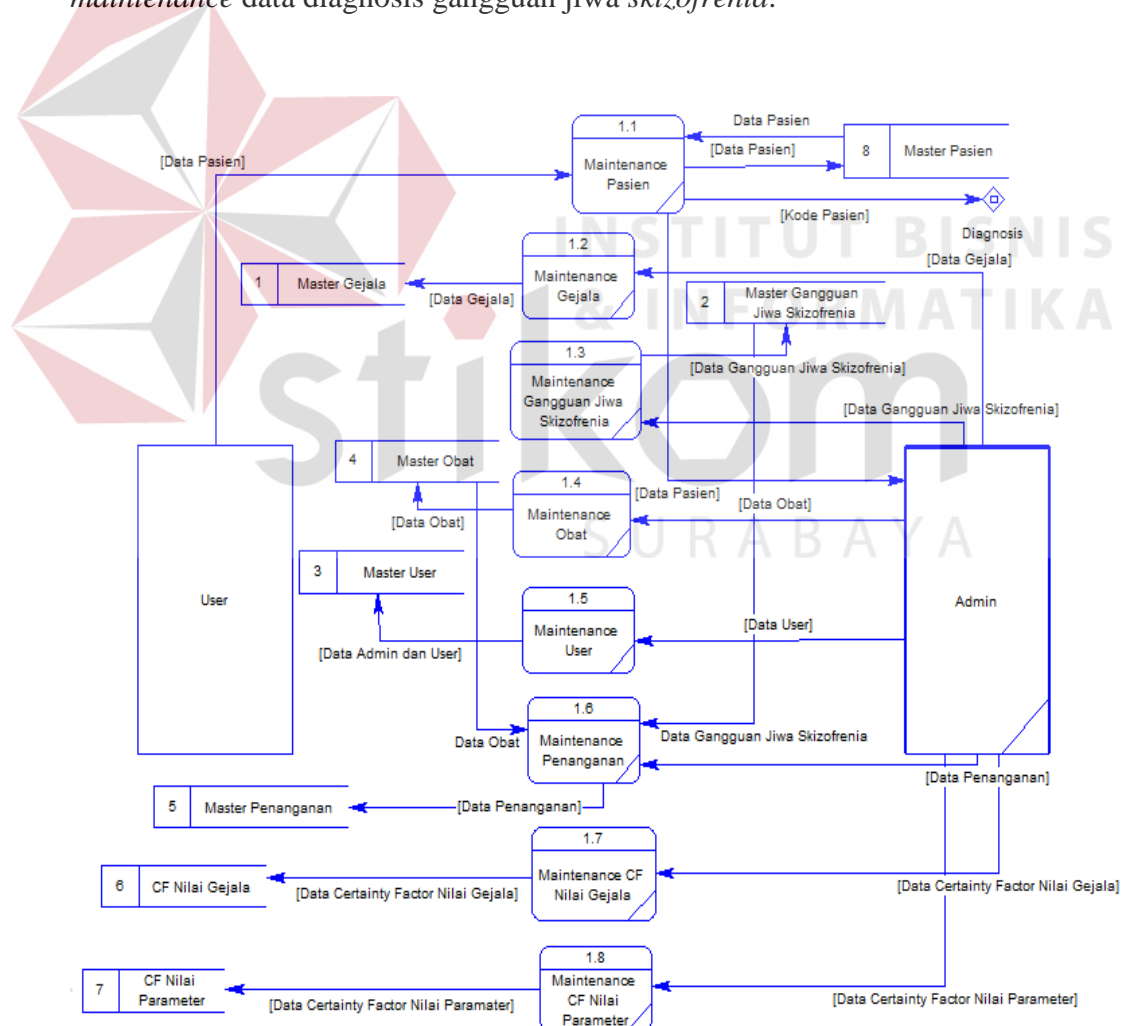 maintenance data diagnosis gangguan jiwa skizofrenia.
1.1
Maintenance
Pasien
Data Pasien
[Data Pasien]
8
Master Pasien
[Data Pasien]
[Kode Pasien]
Diagnosis
INSTITUT BISNIS
& INFORMATIKA
stikom
SURABAYA
1.2
Maintenance
Gejala
[Data Gejala]
1
Master Gejala
[Data Gejala]
2
Master Gangguan
Jiwa Skizofrenia
1.3
Maintenance
Gangguan Jiwa
Skizofrenia
[Data Gangguan Jiwa Skizofrenia]
[Data Gangguan Jiwa Skizofrenia]
4
Master Obat
1.4
Maintenance
Obat
[Data Pasien]
[Data Obat]
[Data Obat]
3
Master User
1.5
Maintenance
User
User
Admin
[Data User]
[Data Admin dan User]
1.6
Maintenance
Penanganan
Data Obat
Data Gangguan Jiwa Skizofrenia
[Data Penanganan]
5
Master Penanganan
[Data Penanganan]
1.7
Maintenance CF
Nilai Gejala
6
CF Nilai Gejala
[Data Certainty Factor Nilai Gejala]
[Data Certainty Factor Nilai Gejala]
1.8
Maintenance
CF Nilai
Parameter
7
CF Nilai
Parameter
[Data Certainty Factor Nilai Paramater]
[Data Certainty Factor Nilai Parameter]